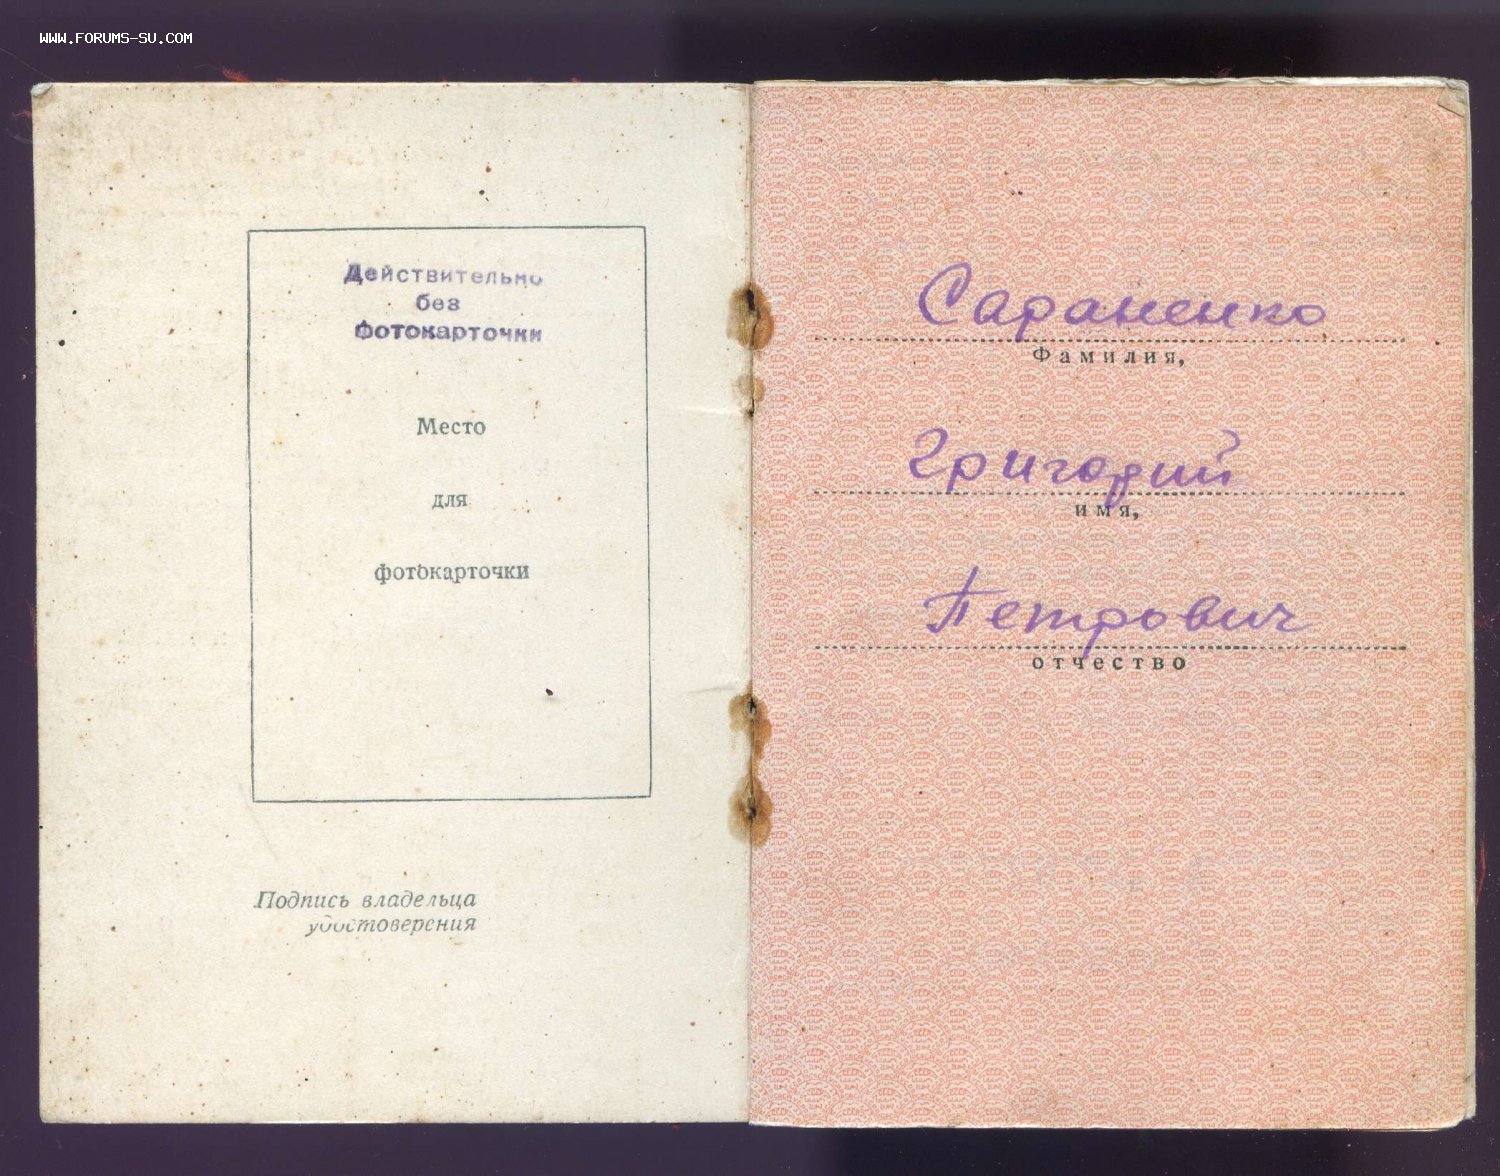 WWW.FORUMS-SU.COM
Действительно
без
фотокарточки
Место
для
фотокарточки
Подпись владельца
удостоверения
Сараненко
Фамилия,
Григорий
имя,
Петрович
отчество